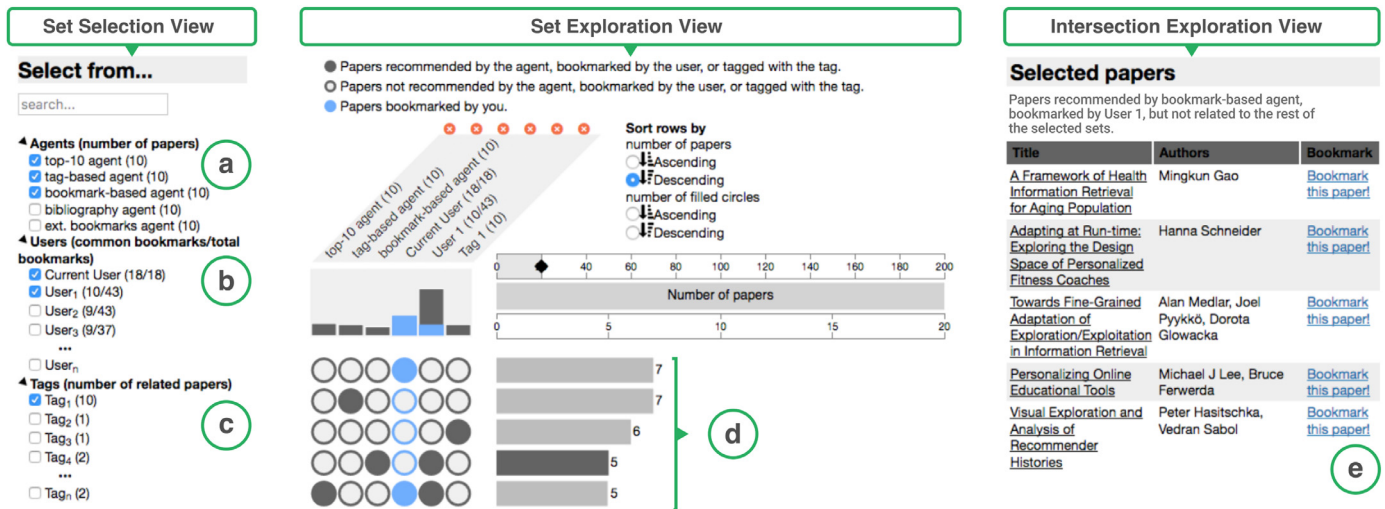 Set Selection View
Select from...
search...
Agents (number of papers)
top-10 agent (10)
tag-based agent (10)
bookmark-based agent (10)
bibliography agent (10)
ext. bookmarks agent (10)
a
Users (common bookmarks/total
bookmarks)
Current User (18/18)
User1 (10/43)
User2 (9/43)
User3 (9/37)
...
Usern
b
Tags (number of related papers)
Tag1 (10)
Tag2 (1)
Tag3 (1)
Tag4 (2)
...
Tagn (2)
c
Set Exploration View
Papers recommended by the agent, bookmarked by the user, or tagged with the tag.
Papers not recommended by the agent, bookmarked by the user, or tagged with the tag.
Papers bookmarked by you.
top-10 agent (10)
tag-based agent (10)
bookmark-based agent (10)
Current User (18/18)
User 1 (10/43)
Tag 1 (10)
Sort rows by
number of papers
Ascending
Descending
number of filled circles
Ascending
Descending
0 20 40 60 80 100 120 140 160 180 200
Number of papers
0 5 10 15 20
7
7
6
5
5
d
Intersection Exploration View
Selected papers
Papers recommended by bookmark-based agent,
bookmarked by User 1, but not related to the rest of
the selected sets.
Title Authors Bookmark
A Framework of Health Mingkun Gao Bookmark
Information Retrieval this paper!
for Aging Population
Adapting at Run-time: Hanna Schneider Bookmark
Exploring the Design this paper!
Space of Personalized
Fitness Coaches
Towards Fine-Grained Alan Medlar, Joel Bookmark
Adaptation of Pyykkö, Dorota this paper!
Exploration/Exploitation Glowacka
in Information Retrieval
Personalizing Online Michael J Lee, Bruce Bookmark
Educational Tools Ferwerda this paper!
Visual Exploration and Peter Hasitschka, Bookmark
Analysis of Vedran Sabol this paper!
Recommender
Histories
e